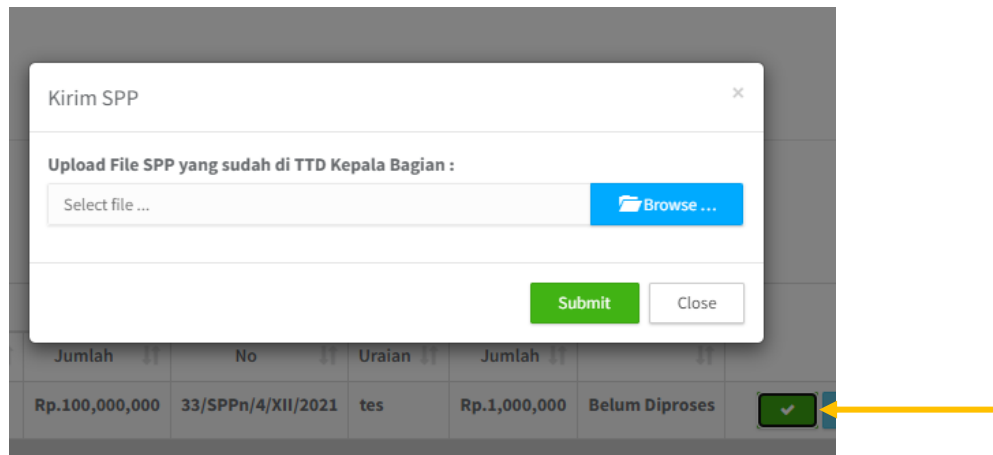 Kirim SPP ×
Upload File SPP yang sudah di TTD Kepala Bagian :
Select file ... Browse ...
Submit Close
Jumlah No Uraian Jumlah
Rp.100,000,000 33/SPPn/4/XII/2021 tes Rp.1,000,000 Belum Diproses